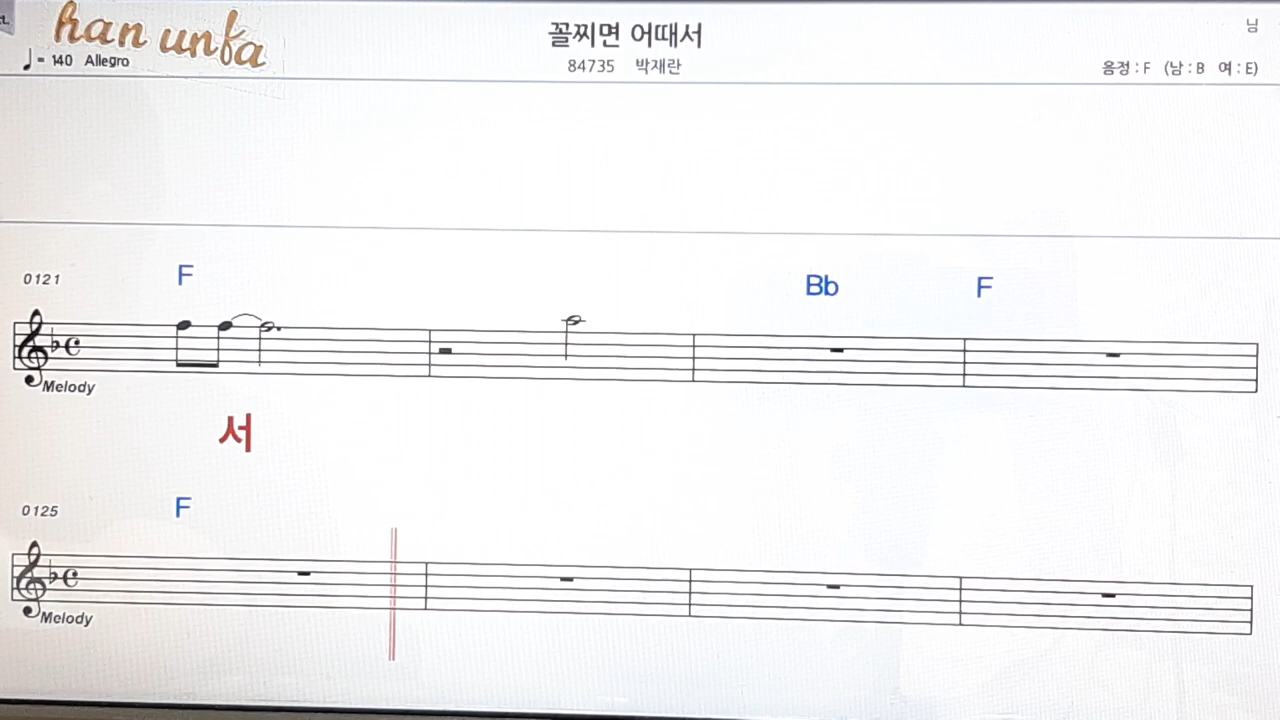 han unfa
꼴찌면 어때서
님
♩= 140 Allegro
84735 박재란
음정 : F (남 : B 여 : E)
0121
F
Bb
F
Melody
서
0125
F
Melody